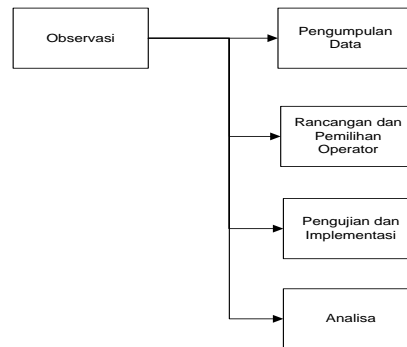 Observasi
Pengumpulan
Data
Rancangan dan
Pemilihan
Operator
Pengujian dan
Implementasi
Analisa